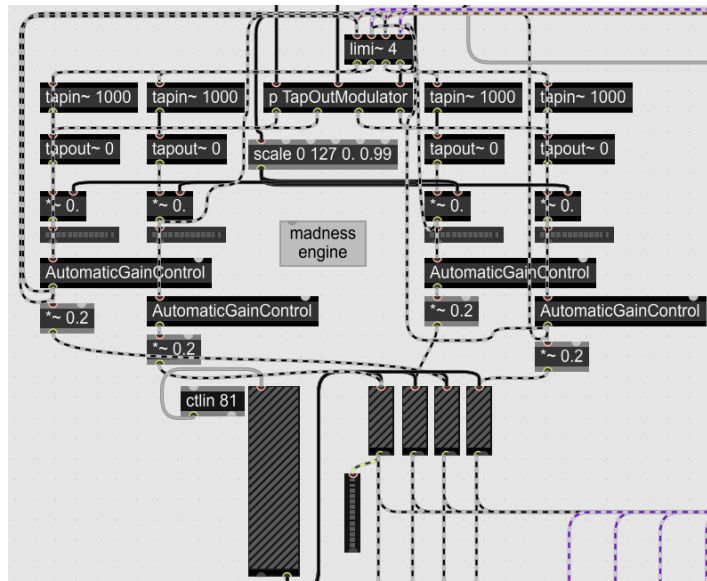 limi~ 4
tapin~ 1000
tapin~ 1000
p TapOutModulator
tapin~ 1000
tapin~ 1000
tapout~ 0
tapout~ 0
scale 0 127 0. 0.99
tapout~ 0
tapout~ 0
*~ 0.
*~ 0.
*~ 0.
*~ 0.
madness
engine
AutomaticGainControl
AutomaticGainControl
*~ 0.2
AutomaticGainControl
*~ 0.2
AutomaticGainControl
*~ 0.2
*~ 0.2
ctlin 81